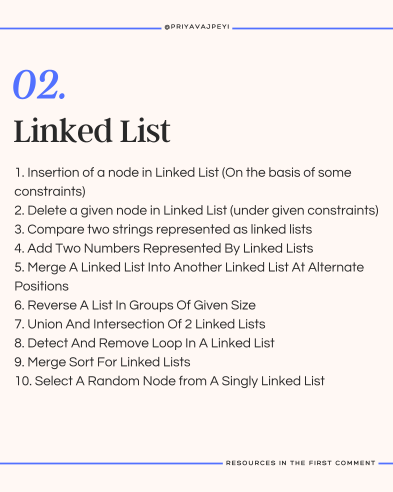 @PRIYAVAJPEYI
02.
Linked List
1. Insertion of a node in Linked List (On the basis of some
constraints)
2. Delete a given node in Linked List (under given constraints)
3. Compare two strings represented as linked lists
4. Add Two Numbers Represented By Linked Lists
5. Merge A Linked List Into Another Linked List At Alternate
Positions
6. Reverse A List In Groups Of Given Size
7. Union And Intersection Of 2 Linked Lists
8. Detect And Remove Loop In A Linked List
9. Merge Sort For Linked Lists
10. Select A Random Node from A Singly Linked List
RESOURCES IN THE FIRST COMMENT